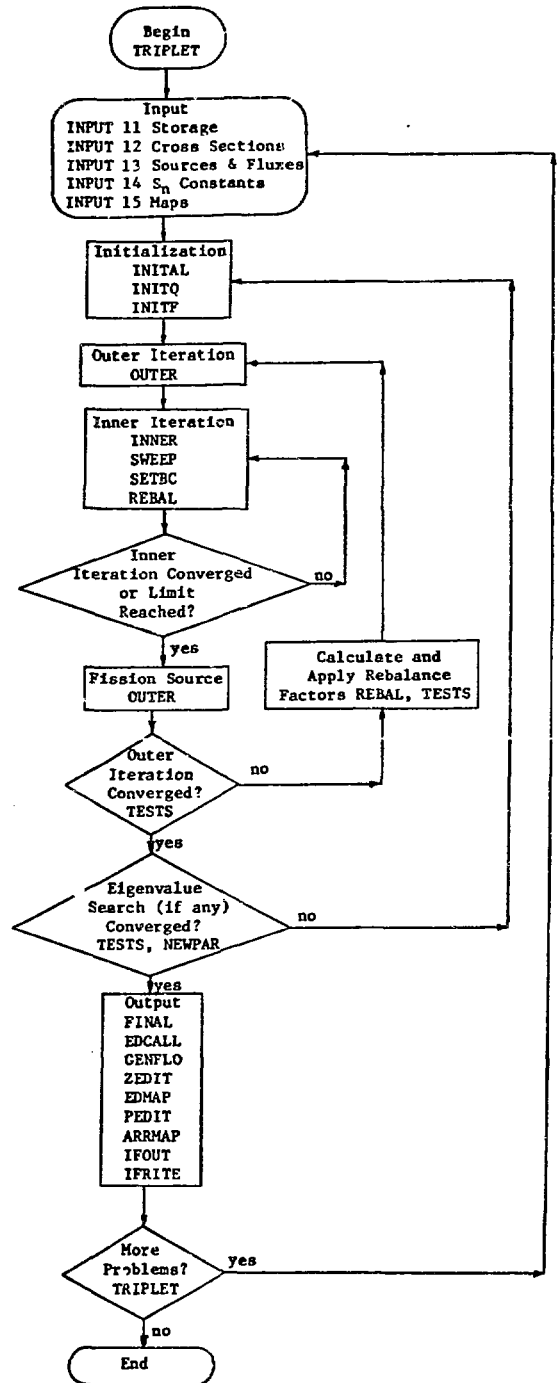 Begin
TRIPLET
Input
INPUT 11 Storage
INPUT 12 Cross Sections
INPUT 13 Sources & Fluxes
INPUT 14 Sn Constants
INPUT 15 Maps
Initialization
INITAL
INITQ
INITF
Outer Iteration
OUTER
Inner Iteration
INNER
SWEEP
SETBC
REBAL
Inner
Iteration Converged
or Limit
Reached?
no
yes
Fission Source
OUTER
Calculate and
Apply Rebalance
Factors REBAL, TESTS
Outer
Iteration
Converged?
TESTS
no
yes
Eigenvalue
Search (if any)
Converged?
TESTS, NEWPAR
no
yes
Output
FINAL
EDCALL
GENFLO
ZEDIT
EDMAP
PEDIT
ARRMAP
IFOUT
IFRITE
More
Problems?
TRIPLET
yes
no
End